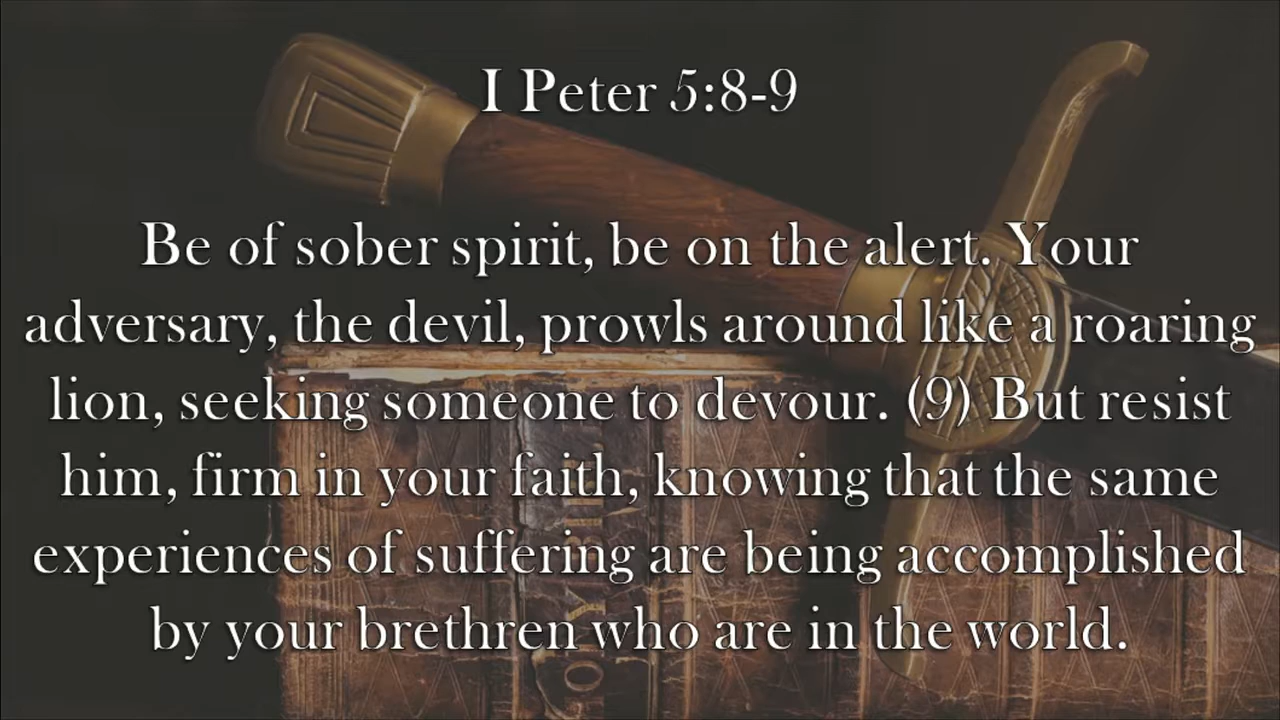 I Peter 5:8-9
Be of sober spirit, be on the alert. Your
adversary, the devil, prowls around like a roaring
lion, seeking someone to devour. (9) But resist
him, firm in your faith, knowing that the same
experiences of suffering are being accomplished
by your brethren who are in the world.